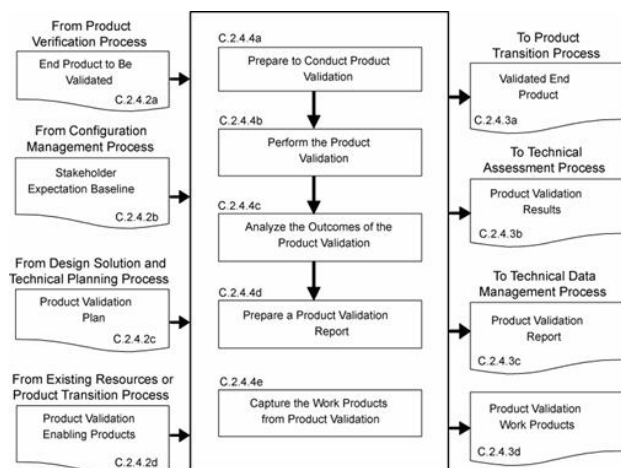 From Product
Verification Process
End Product to Be
Validated
C.2.4.2a
From Configuration
Management Process
Stakeholder
Expectation Baseline
C.2.4.2b
From Design Solution and
Technical Planning Process
Product Validation
Plan
C.2.4.2c
From Existing Resources or
Product Transition Process
Product Validation
Enabling Products
C.2.4.2d
C.2.4.4a
Prepare to Conduct Product
Validation
C.2.4.4b
Perform the Product
Validation
C.2.4.4c
Analyze the Outcomes of the
Product Validation
C.2.4.4d
Prepare a Product Validation
Report
C.2.4.4e
Capture the Work Products
from Product Validation
To Product
Transition Process
Validated End
Product
C.2.4.3a
To Technical
Assessment Process
Product Validation
Results
C.2.4.3b
To Technical Data
Management Process
Product Validation
Report
C.2.4.3c
Product Validation
Work Products
C.2.4.3d